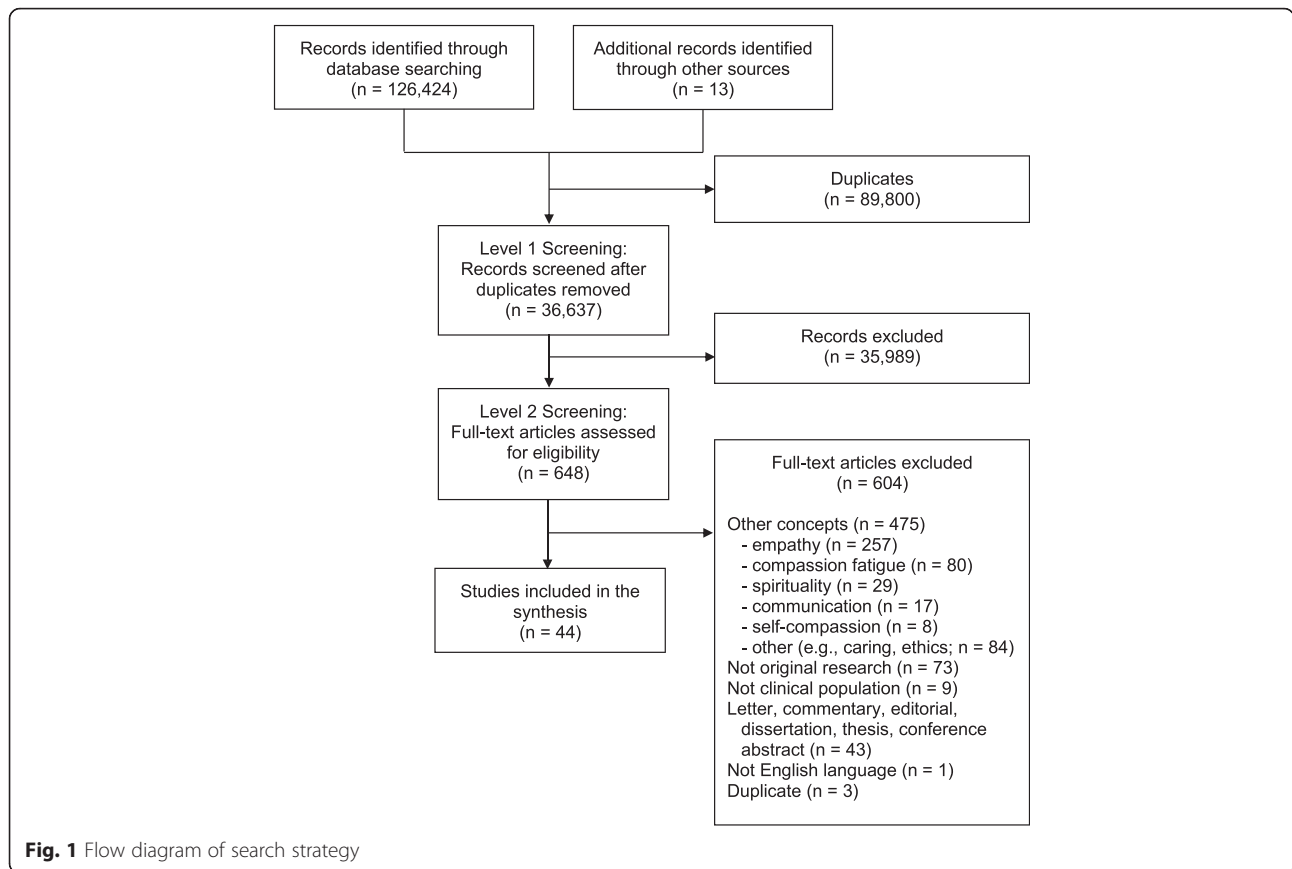 Records identified through
database searching
(n = 126,424)
Additional records identified
through other sources
(n = 13)
Duplicates
(n = 89,800)
Level 1 Screening:
Records screened after
duplicates removed
(n = 36,637)
Records excluded
(n = 35,989)
Level 2 Screening:
Full-text articles assessed
for eligibility
(n = 648)
Full-text articles excluded
(n = 604)
Other concepts (n = 475)
- empathy (n = 257)
- compassion fatigue (n = 80)
- spirituality (n = 29)
- communication (n = 17)
- self-compassion (n = 8)
- other (e.g., caring, ethics; n = 84)
Not original research (n = 73)
Not clinical population (n = 9)
Letter, commentary, editorial,
dissertation, thesis, conference
abstract (n = 43)
Not English language (n = 1)
Duplicate (n = 3)
Studies included in the
synthesis
(n = 44)
Fig. 1 Flow diagram of search strategy